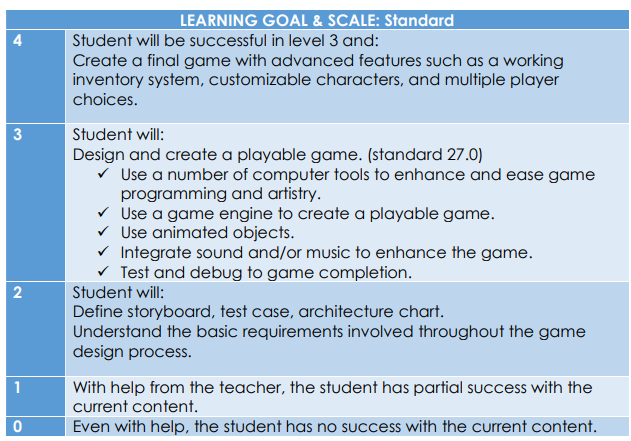 LEARNING GOAL & SCALE: Standard
4
Student will be successful in level 3 and:
Create a final game with advanced features such as a working
inventory system, customizable characters, and multiple player
choices.
3
Student will:
Design and create a playable game. (standard 27.0)
✓ Use a number of computer tools to enhance and ease game
programming and artistry.
✓ Use a game engine to create a playable game.
✓ Use animated objects.
✓ Integrate sound and/or music to enhance the game.
✓ Test and debug to game completion.
2
Student will:
Define storyboard, test case, architecture chart.
Understand the basic requirements involved throughout the game
design process.
1
With help from the teacher, the student has partial success with the
current content.
0
Even with help, the student has no success with the current content.